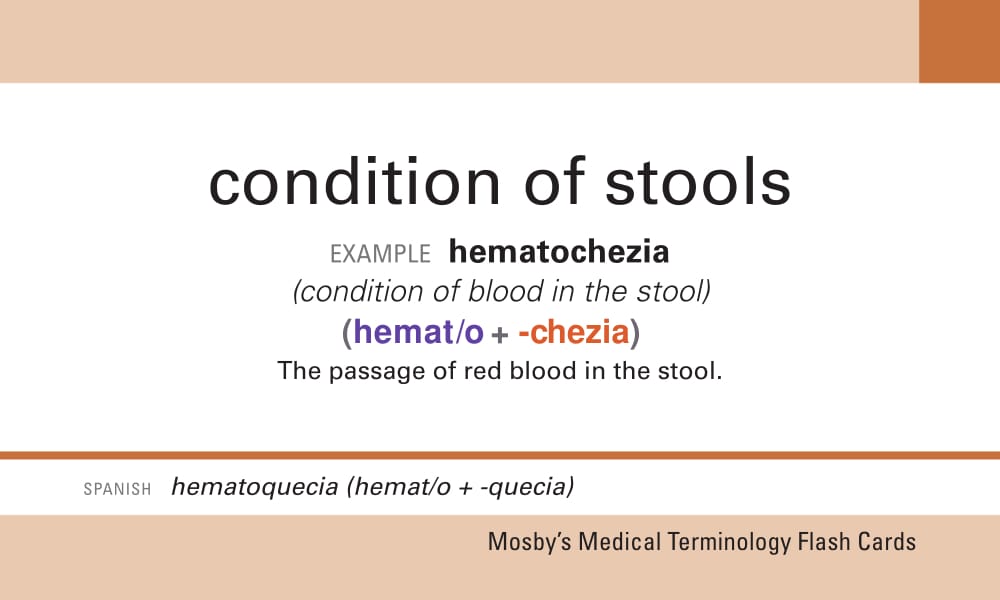 condition of stools
EXAMPLE hematochezia
(condition of blood in the stool)
(hemat/o + -chezia)
The passage of red blood in the stool.
SPANISH hematoquecia (hemat/o + -quecia)
Mosby's Medical Terminology Flash Cards